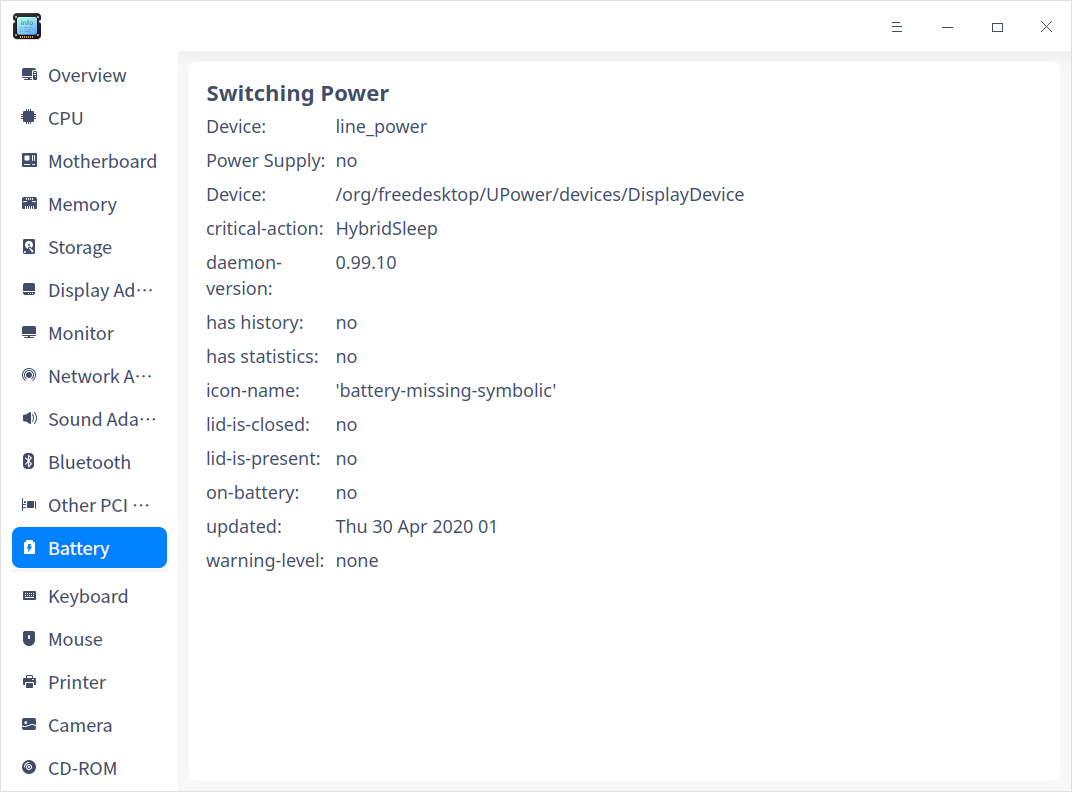 info
Overview
CPU
Motherboard
Memory
Storage
Display Ad···
Monitor
Network A···
Sound Ada···
Bluetooth
Other PCI ···
Battery
Keyboard
Mouse
Printer
Camera
CD-ROM
Switching Power
Device: line_power
Power Supply: no
Device: /org/freedesktop/UPower/devices/DisplayDevice
critical-action: HybridSleep
daemon- 0.99.10
version:
has history: no
has statistics: no
icon-name: 'battery-missing-symbolic'
lid-is-closed: no
lid-is-present: no
on-battery: no
updated: Thu 30 Apr 2020 01
warning-level: none